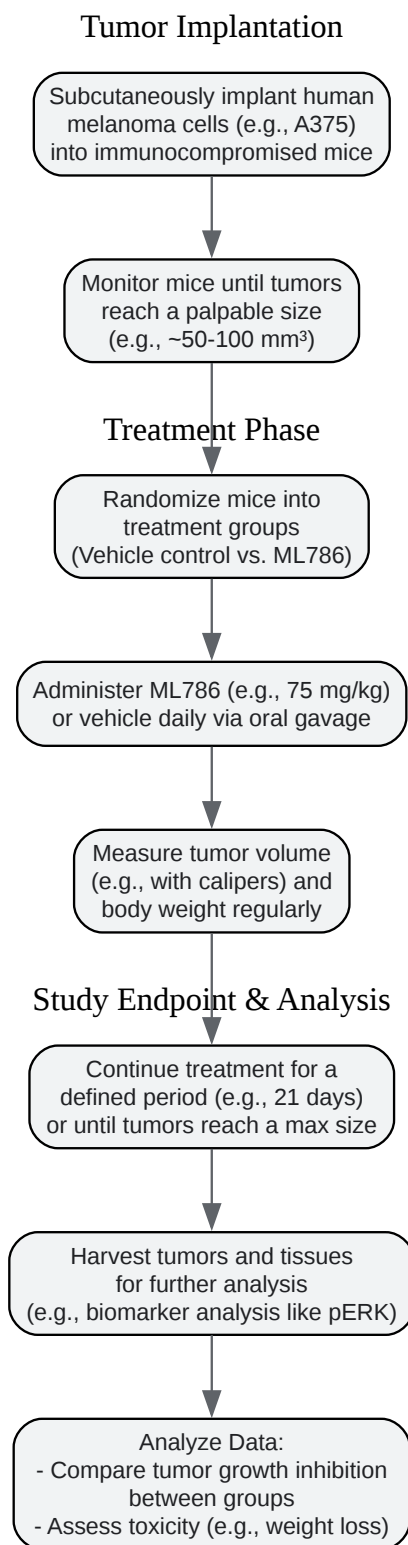 Tumor Implantation
Subcutaneously implant human
melanoma cells (e.g., A375)
into immunocompromised mice
Monitor mice until tumors
reach a palpable size
(e.g., ~50-100 mm³)
Treatment Phase
Randomize mice into
treatment groups
(Vehicle control vs. ML786)
Administer ML786 (e.g., 75 mg/kg)
or vehicle daily via oral gavage
Measure tumor volume
(e.g., with calipers) and
body weight regularly
Study Endpoint & Analysis
Continue treatment for a
defined period (e.g., 21 days)
or until tumors reach a max size
Harvest tumors and tissues
for further analysis
(e.g., biomarker analysis like pERK)
Analyze Data:
- Compare tumor growth inhibition
between groups
- Assess toxicity (e.g., weight loss)